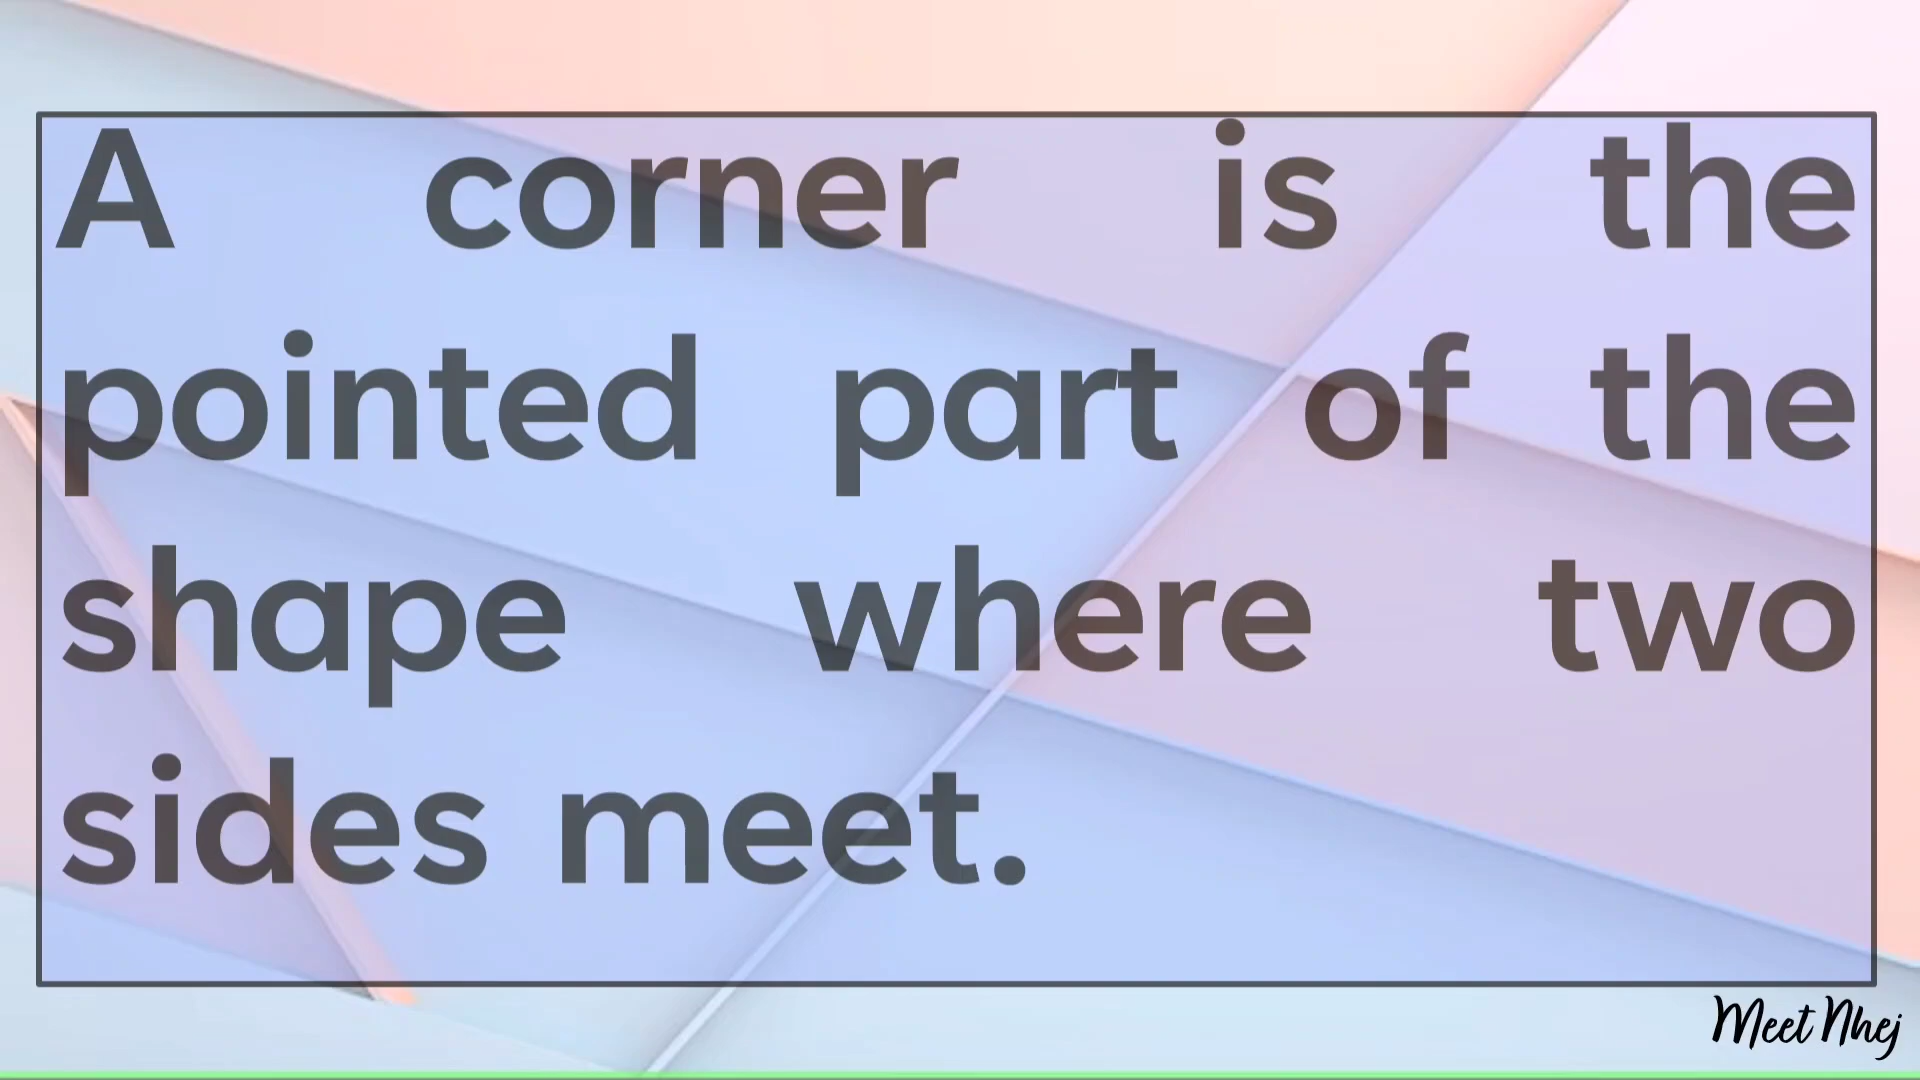 A corner is the
pointed part of the
shape where two
sides meet.
Meet Nhej